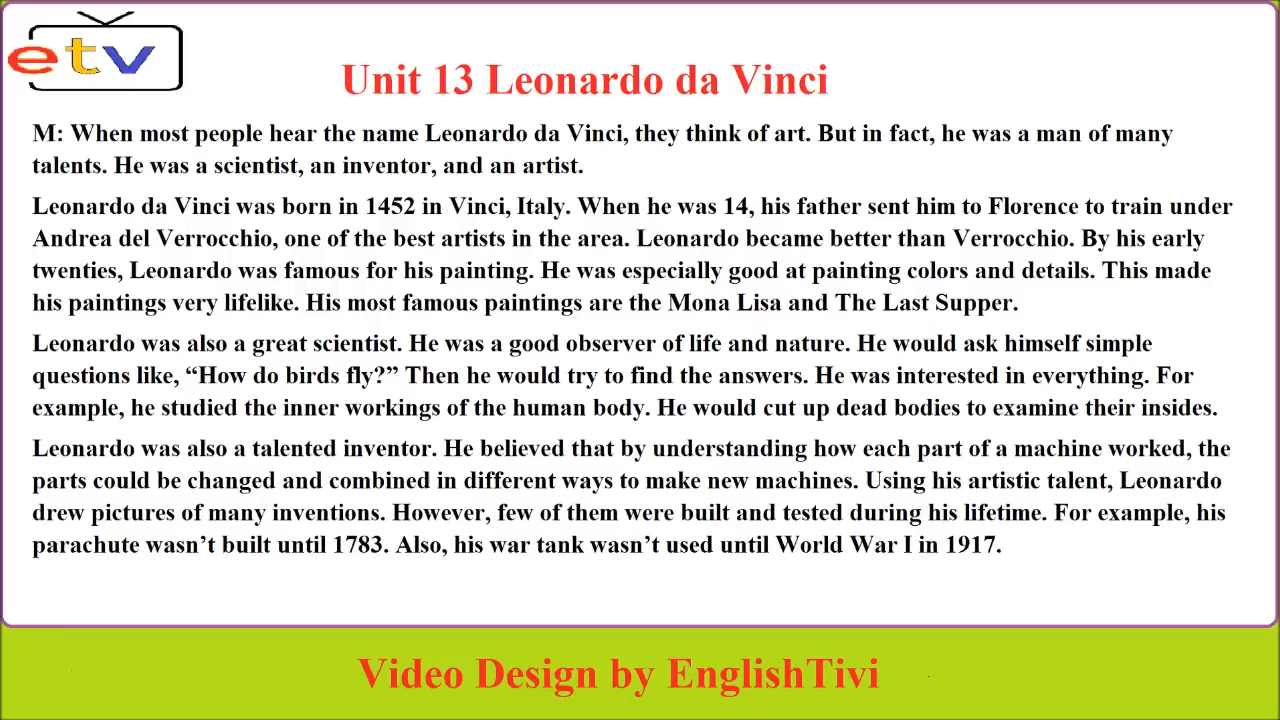 etv
Unit 13 Leonardo da Vinci
M: When most people hear the name Leonardo da Vinci, they think of art. But in fact, he was a man of many
talents. He was a scientist, an inventor, and an artist.
Leonardo da Vinci was born in 1452 in Vinci, Italy. When he was 14, his father sent him to Florence to train under
Andrea del Verrocchio, one of the best artists in the area. Leonardo became better than Verrocchio. By his early
twenties, Leonardo was famous for his painting. He was especially good at painting colors and details. This made
his paintings very lifelike. His most famous paintings are the Mona Lisa and The Last Supper.
Leonardo was also a great scientist. He was a good observer of life and nature. He would ask himself simple
questions like, “How do birds fly?” Then he would try to find the answers. He was interested in everything. For
example, he studied the inner workings of the human body. He would cut up dead bodies to examine their insides.
Leonardo was also a talented inventor. He believed that by understanding how each part of a machine worked, the
parts could be changed and combined in different ways to make new machines. Using his artistic talent, Leonardo
drew pictures of many inventions. However, few of them were built and tested during his lifetime. For example, his
parachute wasn’t built until 1783. Also, his war tank wasn’t used until World War I in 1917.
Video Design by EnglishTivi